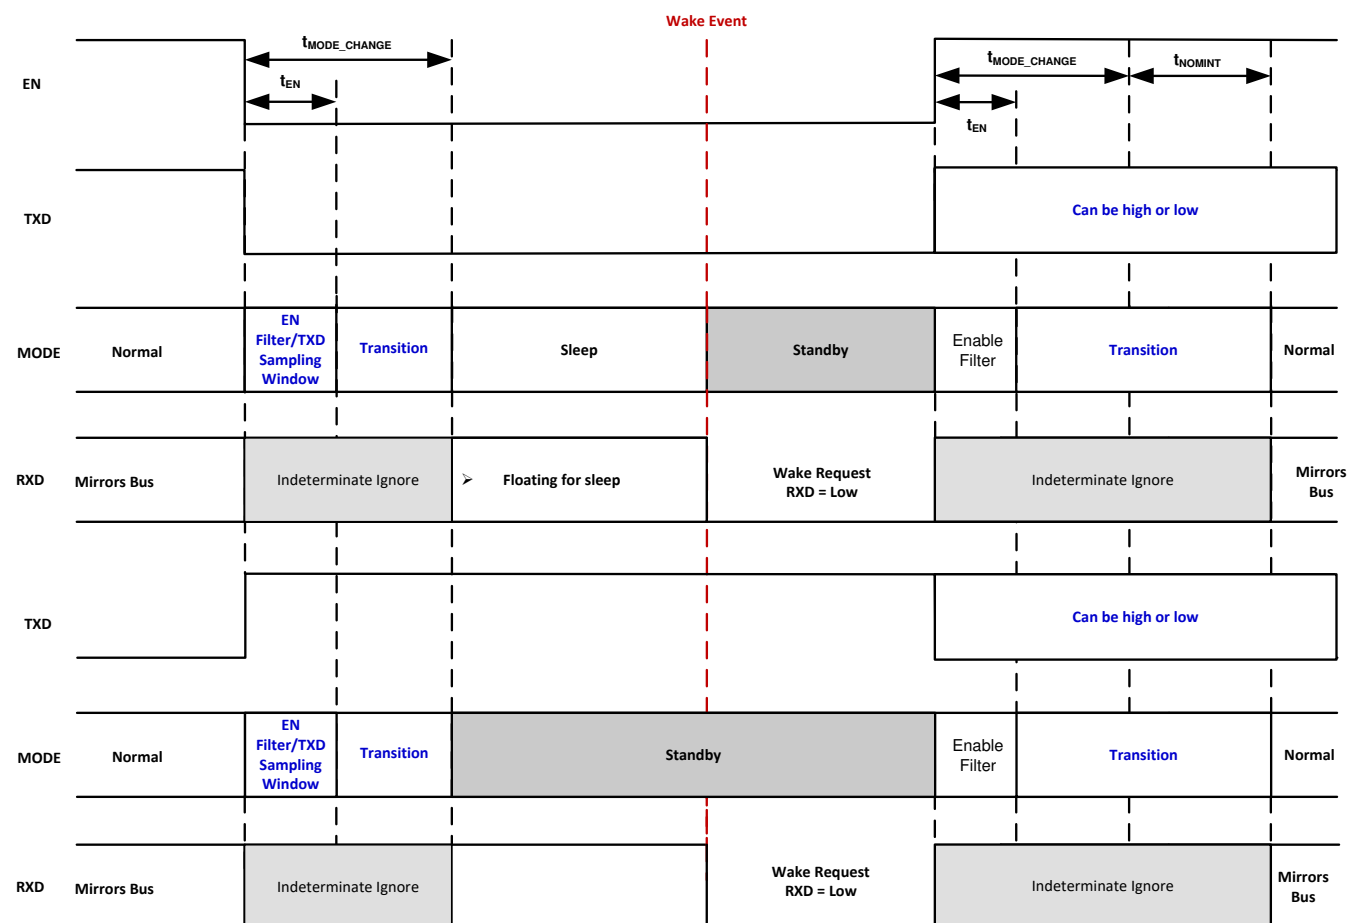 Wake Event
EN
tMODE_CHANGE
tEN
tMODE_CHANGE
tNOMINT
tEN
TXD
Can be high or low
MODE
Normal
EN
Filter/TXD
Sampling
Window
Transition
Sleep
Standby
Enable
Filter
Transition
Normal
RXD
Mirrors Bus
Indeterminate Ignore
➢ Floating for sleep
Wake Request
RXD = Low
Indeterminate Ignore
Mirrors
Bus
TXD
Can be high or low
MODE
Normal
EN
Filter/TXD
Sampling
Window
Transition
Standby
Enable
Filter
Transition
Normal
RXD
Mirrors Bus
Indeterminate Ignore
Wake Request
RXD = Low
Indeterminate Ignore
Mirrors
Bus